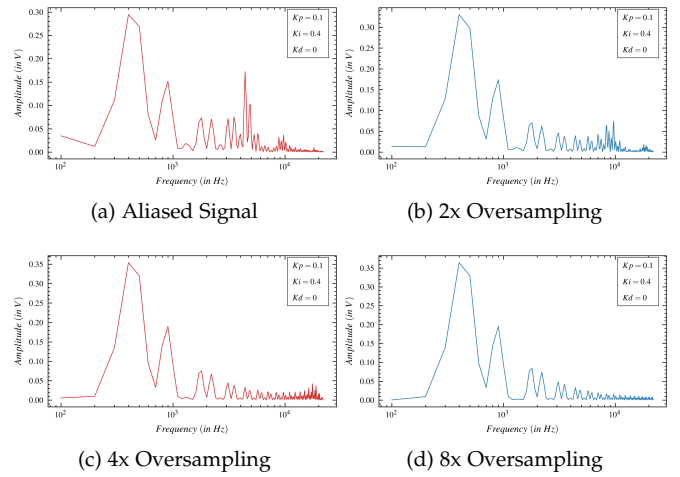 0.30
0.25
0.20
0.15
0.10
0.05
0.00
Amplitude (in V)
Kp = 0.1
Ki = 0.4
Kd = 0
10² 10³ 10⁴
Frequency (in Hz)
(a) Aliased Signal
0.30
0.25
0.20
0.15
0.10
0.05
0.00
Amplitude (in V)
Kp = 0.1
Ki = 0.4
Kd = 0
10² 10³ 10⁴
Frequency (in Hz)
(b) 2x Oversampling
0.35
0.30
0.25
0.20
0.15
0.10
0.05
0.00
Amplitude (in V)
Kp = 0.1
Ki = 0.4
Kd = 0
10² 10³ 10⁴
Frequency (in Hz)
(c) 4x Oversampling
0.35
0.30
0.25
0.20
0.15
0.10
0.05
0.00
Amplitude (in V)
Kp = 0.1
Ki = 0.4
Kd = 0
10² 10³ 10⁴
Frequency (in Hz)
(d) 8x Oversampling